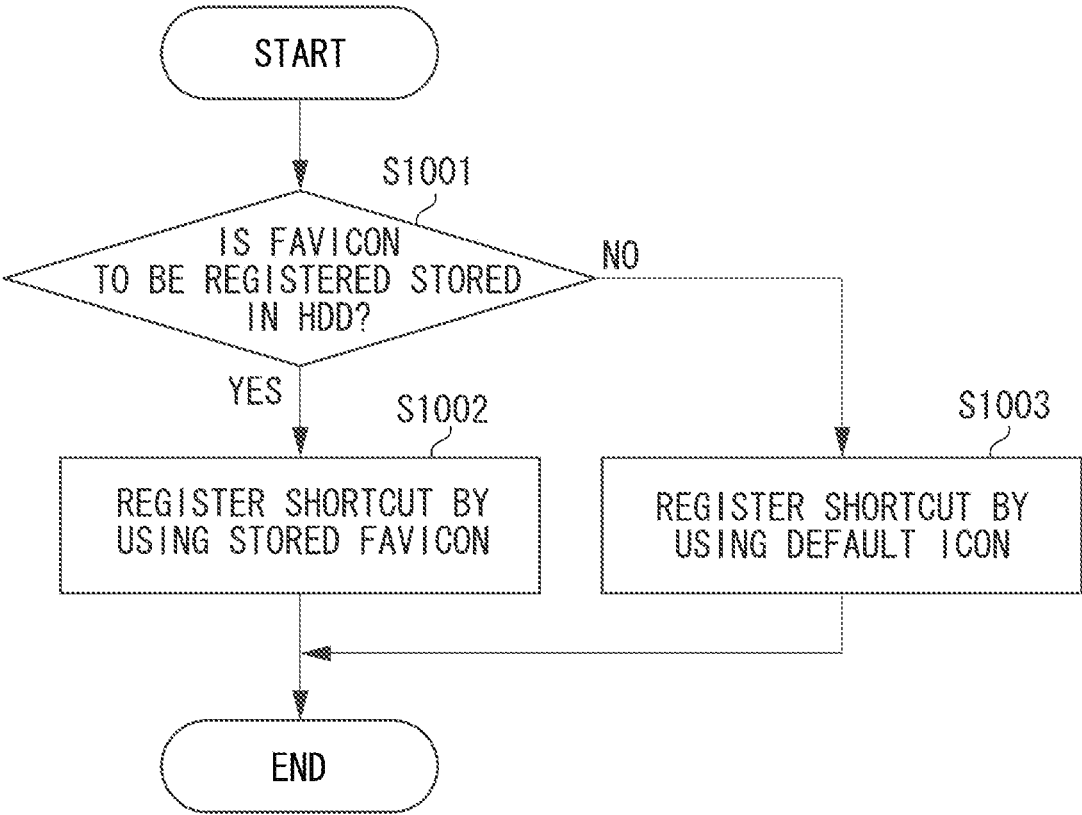 START
S1001
IS FAVICON
TO BE REGISTERED STORED
IN HDD?
NO
YES
S1002
REGISTER SHORTCUT BY
USING STORED FAVICON
S1003
REGISTER SHORTCUT BY
USING DEFAULT ICON
END